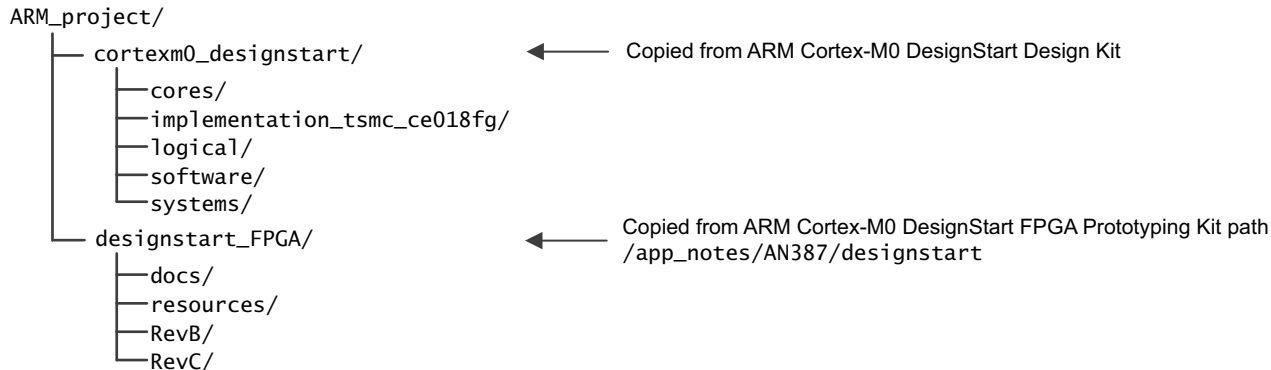 ARM_project/
cortexm0_designstart/ Copied from ARM Cortex-M0 DesignStart Design Kit
cores/
implementation_tsmc_ce018fg/
logical/
software/
systems/
designstart_FPGA/ Copied from ARM Cortex-M0 DesignStart FPGA Prototyping Kit path
/app_notes/AN387/designstart
docs/
resources/
RevB/
RevC/